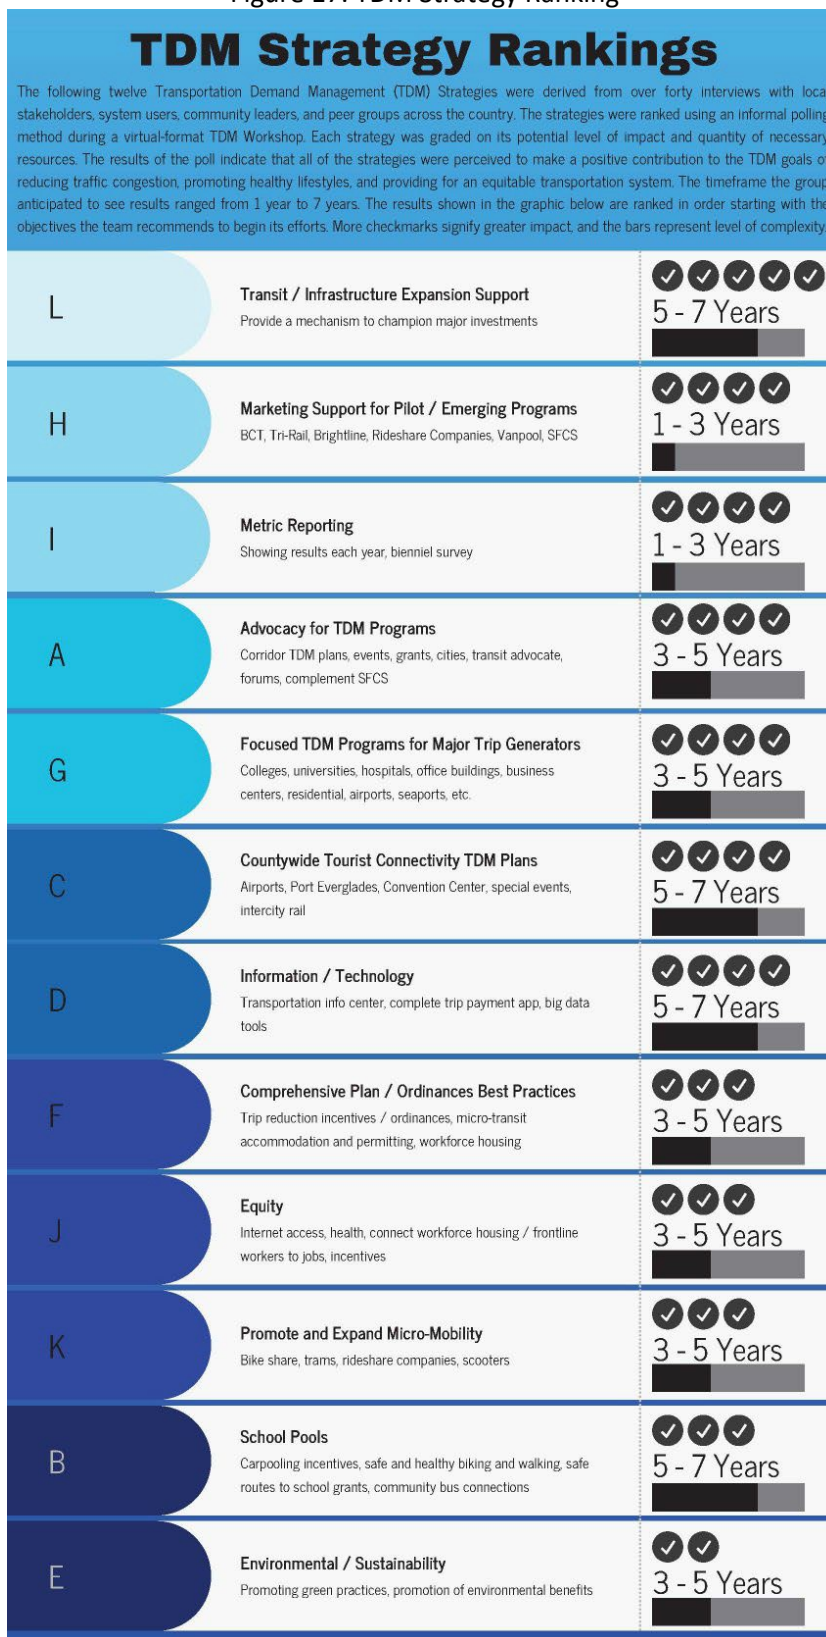 Figure 17: TDM Strategy Ranking
TDM Strategy Rankings
The following twelve Transportation Demand Management (TDM) Strategies were derived from over forty interviews with loca
stakeholders, system users, community leaders, and peer groups across the country. The strategies were ranked using an informal polling
method during a virtual-format TDM Workshop. Each strategy was graded on its potential level of impact and quantity of necessary
resources. The results of the poll indicate that all of the strategies were perceived to make a positive contribution to the TDM goals of
reducing traffic congestion, promoting healthy lifestyles, and providing for an equitable transportation system. The timeframe the group
anticipated to see results ranged from 1 year to 7 years. The results shown in the graphic below are ranked in order starting with the
objectives the team recommends to begin its efforts. More checkmarks signify greater impact, and the bars represent level of complexity.
L
Transit / Infrastructure Expansion Support
Provide a mechanism to champion major investments
5 - 7 Years
H
Marketing Support for Pilot / Emerging Programs
BCT, Tri-Rail, Brightline, Rideshare Companies, Vanpool, SFCS
1 - 3 Years
I
Metric Reporting
Showing results each year, bienniel survey
1 - 3 Years
A
Advocacy for TDM Programs
Corridor TDM plans, events, grants, cities, transit advocate,
forums, complement SFCS
3 - 5 Years
G
Focused TDM Programs for Major Trip Generators
Colleges, universities, hospitals, office buildings, business
centers, residential, airports, seaports, etc.
3 - 5 Years
C
Countywide Tourist Connectivity TDM Plans
Airports, Port Everglades, Convention Center, special events,
intercity rail
5 - 7 Years
D
Information / Technology
Transportation info center, complete trip payment app, big data
tools
5 - 7 Years
F
Comprehensive Plan / Ordinances Best Practices
Trip reduction incentives / ordinances, micro-transit
accommodation and permitting, workforce housing
3 - 5 Years
J
Equity
Internet access, health, connect workforce housing / frontline
workers to jobs, incentives
3 - 5 Years
K
Promote and Expand Micro-Mobility
Bike share, trams, rideshare companies, scooters
3 - 5 Years
B
School Pools
Carpooling incentives, safe and healthy biking and walking, safe
routes to school grants, community bus connections
5 - 7 Years
E
Environmental / Sustainability
Promoting green practices, promotion of environmental benefits
3 - 5 Years